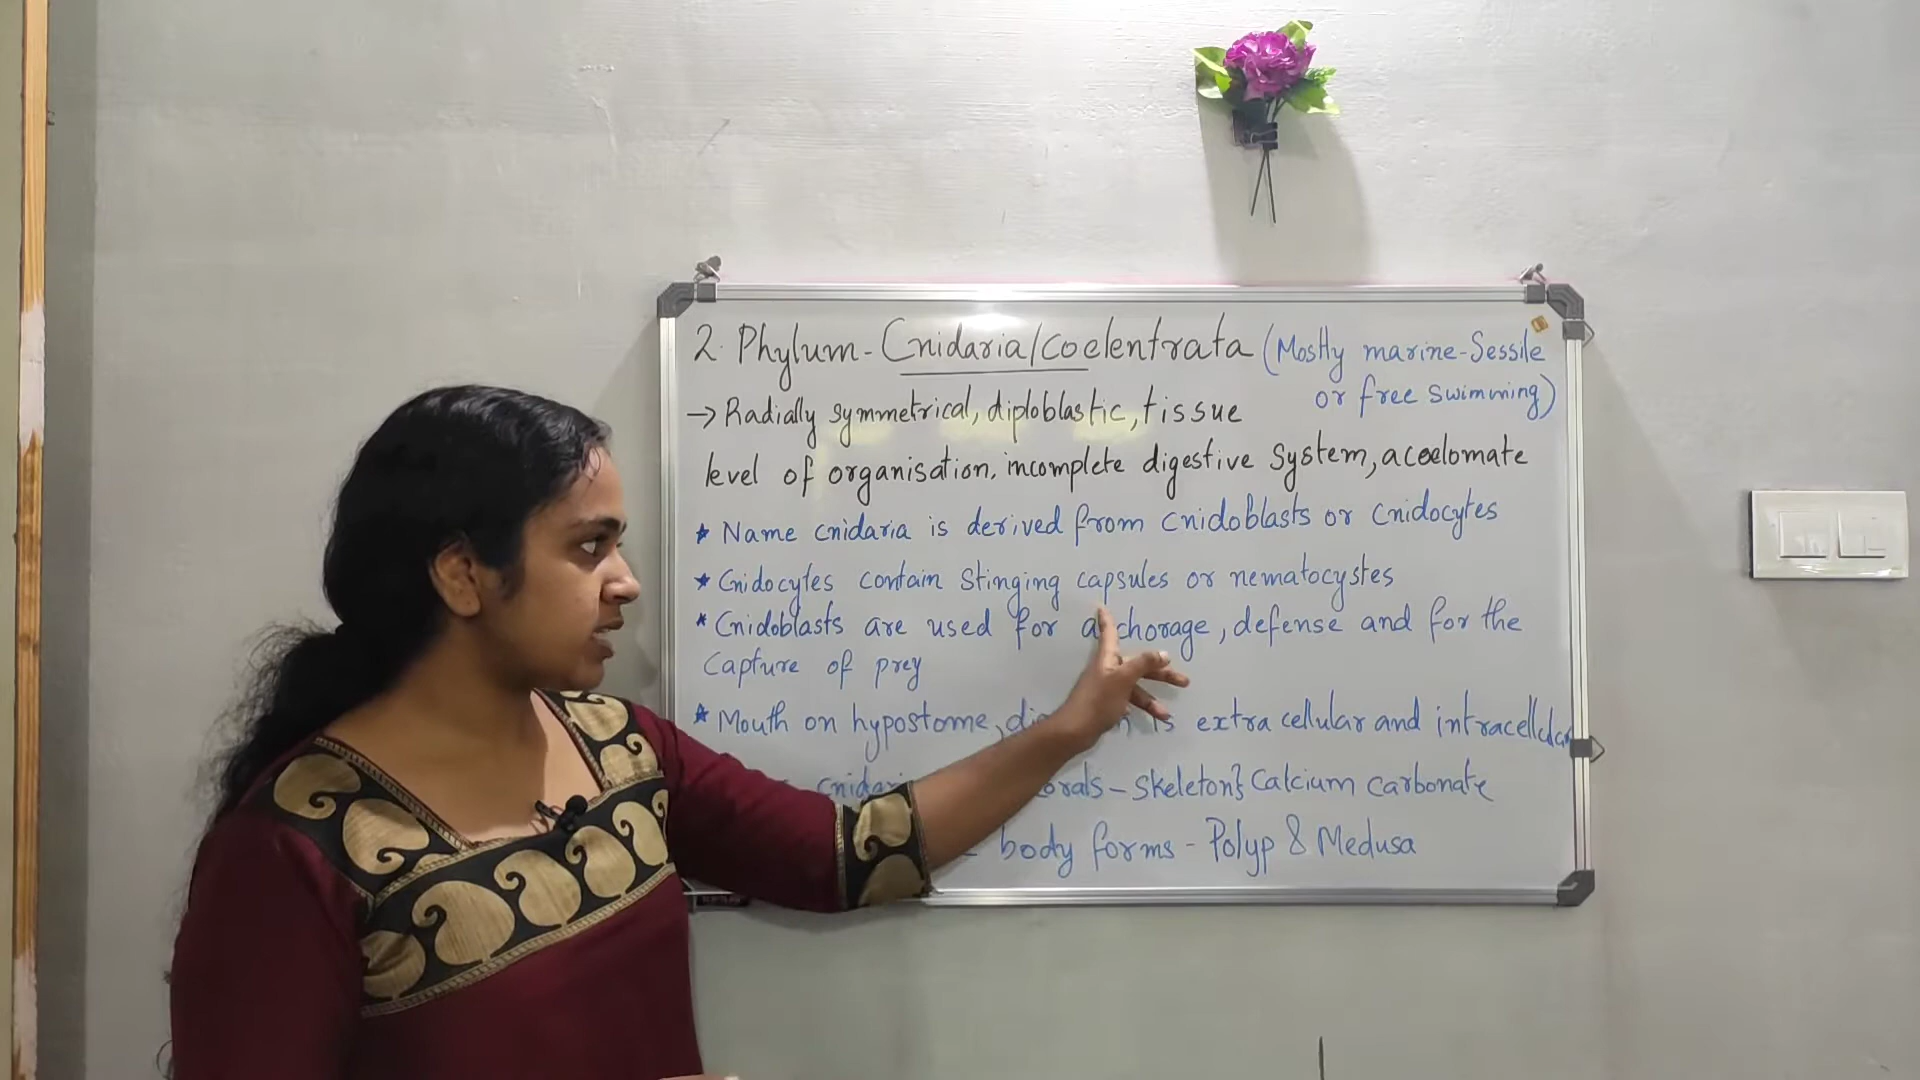 2. Phylum - Cnidaria/Coelentrata (Mostly marine-Sessile
or free swimming)
→ Radially symmetrical, diploblastic, tissue
level of organisation, incomplete digestive system, acoelomate
* Name cnidaria is derived from cnidoblasts or cnidocytes
* Cnidocytes contain stinging capsules or nematocystes
* Cnidoblasts are used for anchorage, defense and for the
capture of prey
* Mouth on hypostome, is extra cellular and intracellular
- skeleton} Calcium carbonate
body forms - Polyp & Medusa